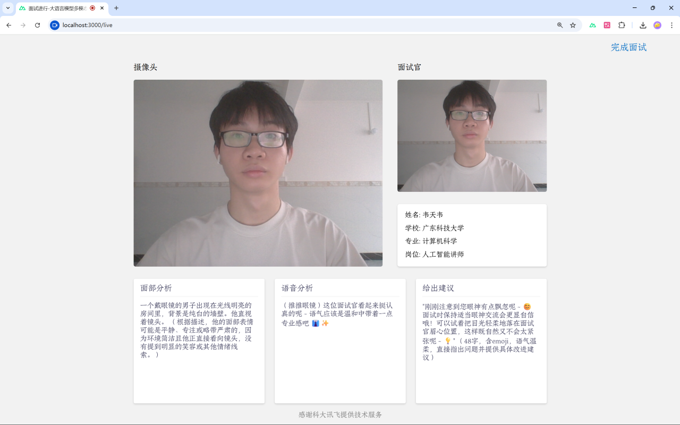 面试进行-大语言模型多模
localhost:3000/live
完成面试
摄像头
面试官
姓名: 韦天韦
学校: 广东科技大学
专业: 计算机科学
岗位: 人工智能讲师
面部分析
一个戴眼镜的男子出现在光线明亮的
房间里，背景是纯白的墙壁。他直视
着镜头。（根据描述，他的面部表情
可能是平静、专注或略带严肃的，因
为环境简洁且他正直接看向镜头，没
有提到明显的笑容或其他情绪线
索。）
语音分析
（推推眼镜）这位面试官看起来挺认
真的呢～语气应该是温和中带着一点
专业感吧 👔 ✨
给出建议
"刚刚注意到您眼神有点飘忽呢～😊
面试时保持适当眼神交流会更显自信
哦！可以试着把目光轻柔地落在面试
官眉心位置，这样既自然又不会太紧
张呢～💡"（48字，含emoji，语气温
柔，直接指出问题并提供具体改进建
议）
感谢科大讯飞提供技术服务